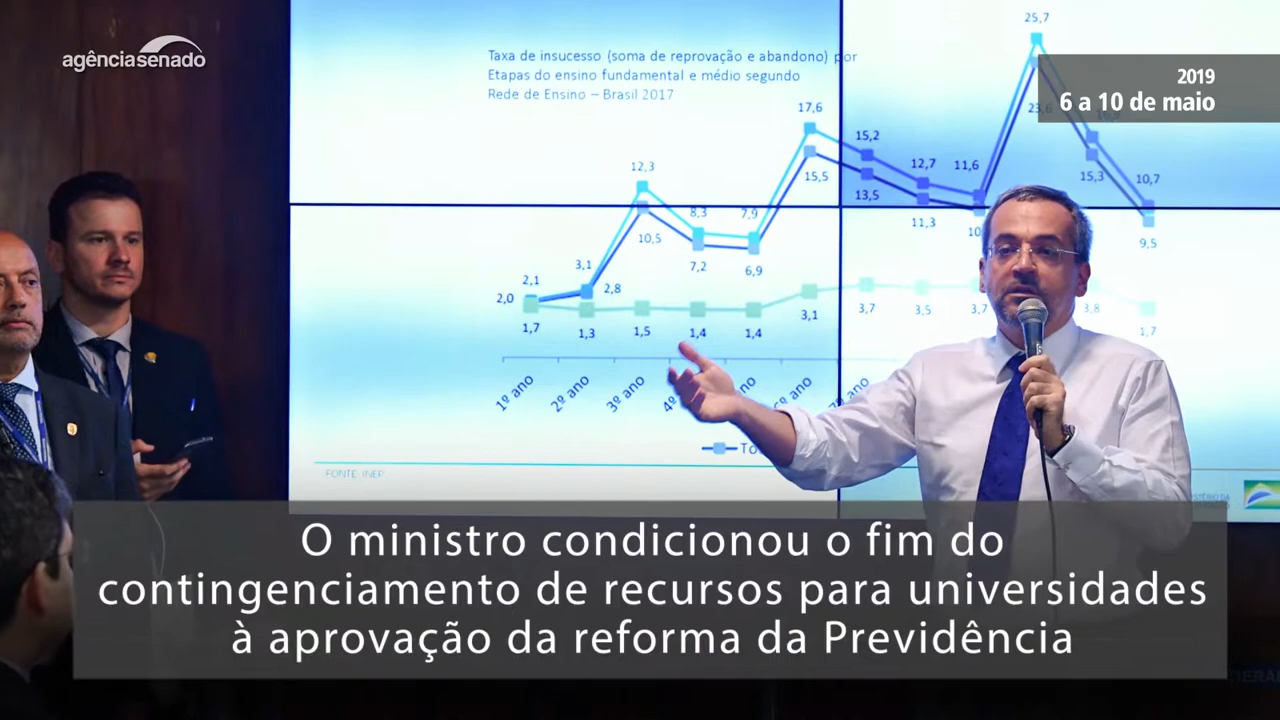 agênciasenado
2019
6 a 10 de maio
Taxa de insucesso (soma de reprovação e abandono) por
Etapas do ensino fundamental e médio segundo
Rede de Ensino – Brasil 2017
25,7
17,6
15,2
12,7
11,6
12,3
8,3
7,9
15,5
13,5
11,3
15,3
10,7
9,5
10,5
7,2
6,9
3,1
2,1
2,0
2,8
1,7
1,3
1,5
1,4
1,4
3,1
3,7
3,5
3,7
3,8
1,7
1º ano
2º ano
3º ano
ano
6º ano
7º ano
FONTE: INEP
O ministro condicionou o fim do
contingenciamento de recursos para universidades
à aprovação da reforma da Previdência